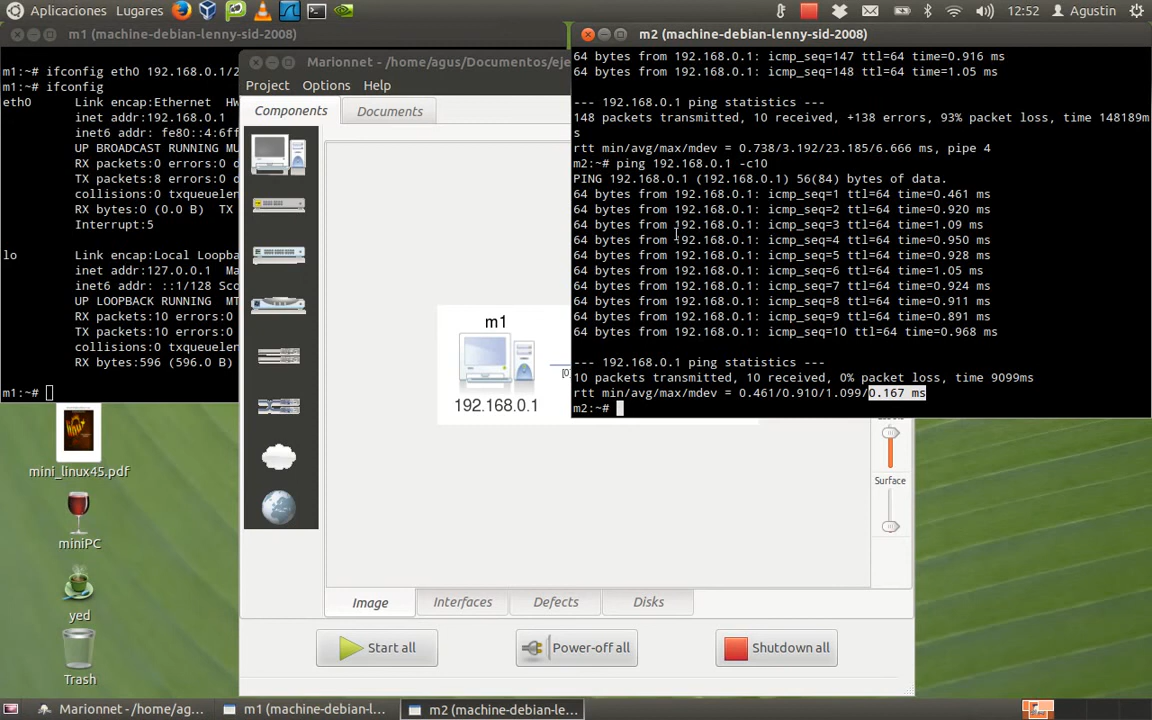 Aplicaciones Lugares
12:52 Agustin
m1 (machine-debian-lenny-sid-2008)
m1:~# ifconfig eth0 192.168.0.1/2
m1:~# ifconfig
eth0 Link encap:Ethernet HW
inet addr:192.168.0.1
inet6 addr: fe80::4:6ff
UP BROADCAST RUNNING MU
RX packets:0 errors:0 d
TX packets:8 errors:0 d
collisions:0 txqueuelen
RX bytes:0 (0.0 B) TX
Interrupt:5
lo Link encap:Local Loopba
inet addr:127.0.0.1 Ma
inet6 addr: ::1/128 Sco
UP LOOPBACK RUNNING MT
RX packets:10 errors:0
TX packets:10 errors:0
collisions:0 txqueuelen
RX bytes:596 (596.0 B)
m1:~#
Marionnet - /home/agus/Documentos/eje
Project Options Help
Components Documents
m1
[0]
192.168.0.1
Surface
Image Interfaces Defects Disks
Start all Power-off all Shutdown all
m2 (machine-debian-lenny-sid-2008)
64 bytes from 192.168.0.1: icmp_seq=147 ttl=64 time=0.916 ms
64 bytes from 192.168.0.1: icmp_seq=148 ttl=64 time=1.05 ms
--- 192.168.0.1 ping statistics ---
148 packets transmitted, 10 received, +138 errors, 93% packet loss, time 148189m
s
rtt min/avg/max/mdev = 0.738/3.192/23.185/6.666 ms, pipe 4
m2:~# ping 192.168.0.1 -c10
PING 192.168.0.1 (192.168.0.1) 56(84) bytes of data.
64 bytes from 192.168.0.1: icmp_seq=1 ttl=64 time=0.461 ms
64 bytes from 192.168.0.1: icmp_seq=2 ttl=64 time=0.920 ms
64 bytes from 192.168.0.1: icmp_seq=3 ttl=64 time=1.09 ms
64 bytes from 192.168.0.1: icmp_seq=4 ttl=64 time=0.950 ms
64 bytes from 192.168.0.1: icmp_seq=5 ttl=64 time=0.928 ms
64 bytes from 192.168.0.1: icmp_seq=6 ttl=64 time=1.05 ms
64 bytes from 192.168.0.1: icmp_seq=7 ttl=64 time=0.924 ms
64 bytes from 192.168.0.1: icmp_seq=8 ttl=64 time=0.911 ms
64 bytes from 192.168.0.1: icmp_seq=9 ttl=64 time=0.891 ms
64 bytes from 192.168.0.1: icmp_seq=10 ttl=64 time=0.968 ms
--- 192.168.0.1 ping statistics ---
10 packets transmitted, 10 received, 0% packet loss, time 9099ms
rtt min/avg/max/mdev = 0.461/0.910/1.099/0.167 ms
m2:~#
mini_linux45.pdf
miniPC
yed
Trash
Marionnet - /home/ag... m1 (machine-debian-l... m2 (machine-debian-le...